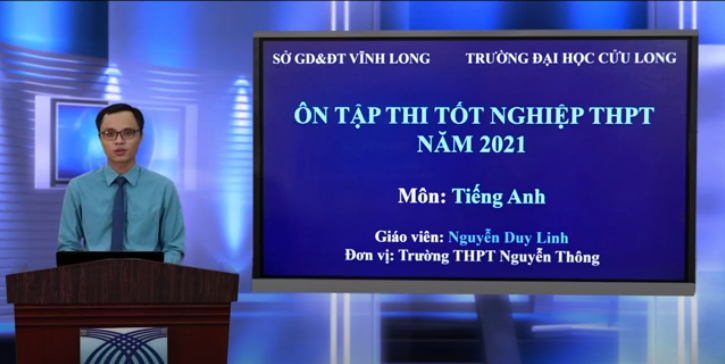 SỞ GD&ĐT VĨNH LONG TRƯỜNG ĐẠI HỌC CỬU LONG
ÔN TẬP THI TỐT NGHIỆP THPT
NĂM 2021
Môn: Tiếng Anh
Giáo viên: Nguyễn Duy Linh
Đơn vị: Trường THPT Nguyễn Thông